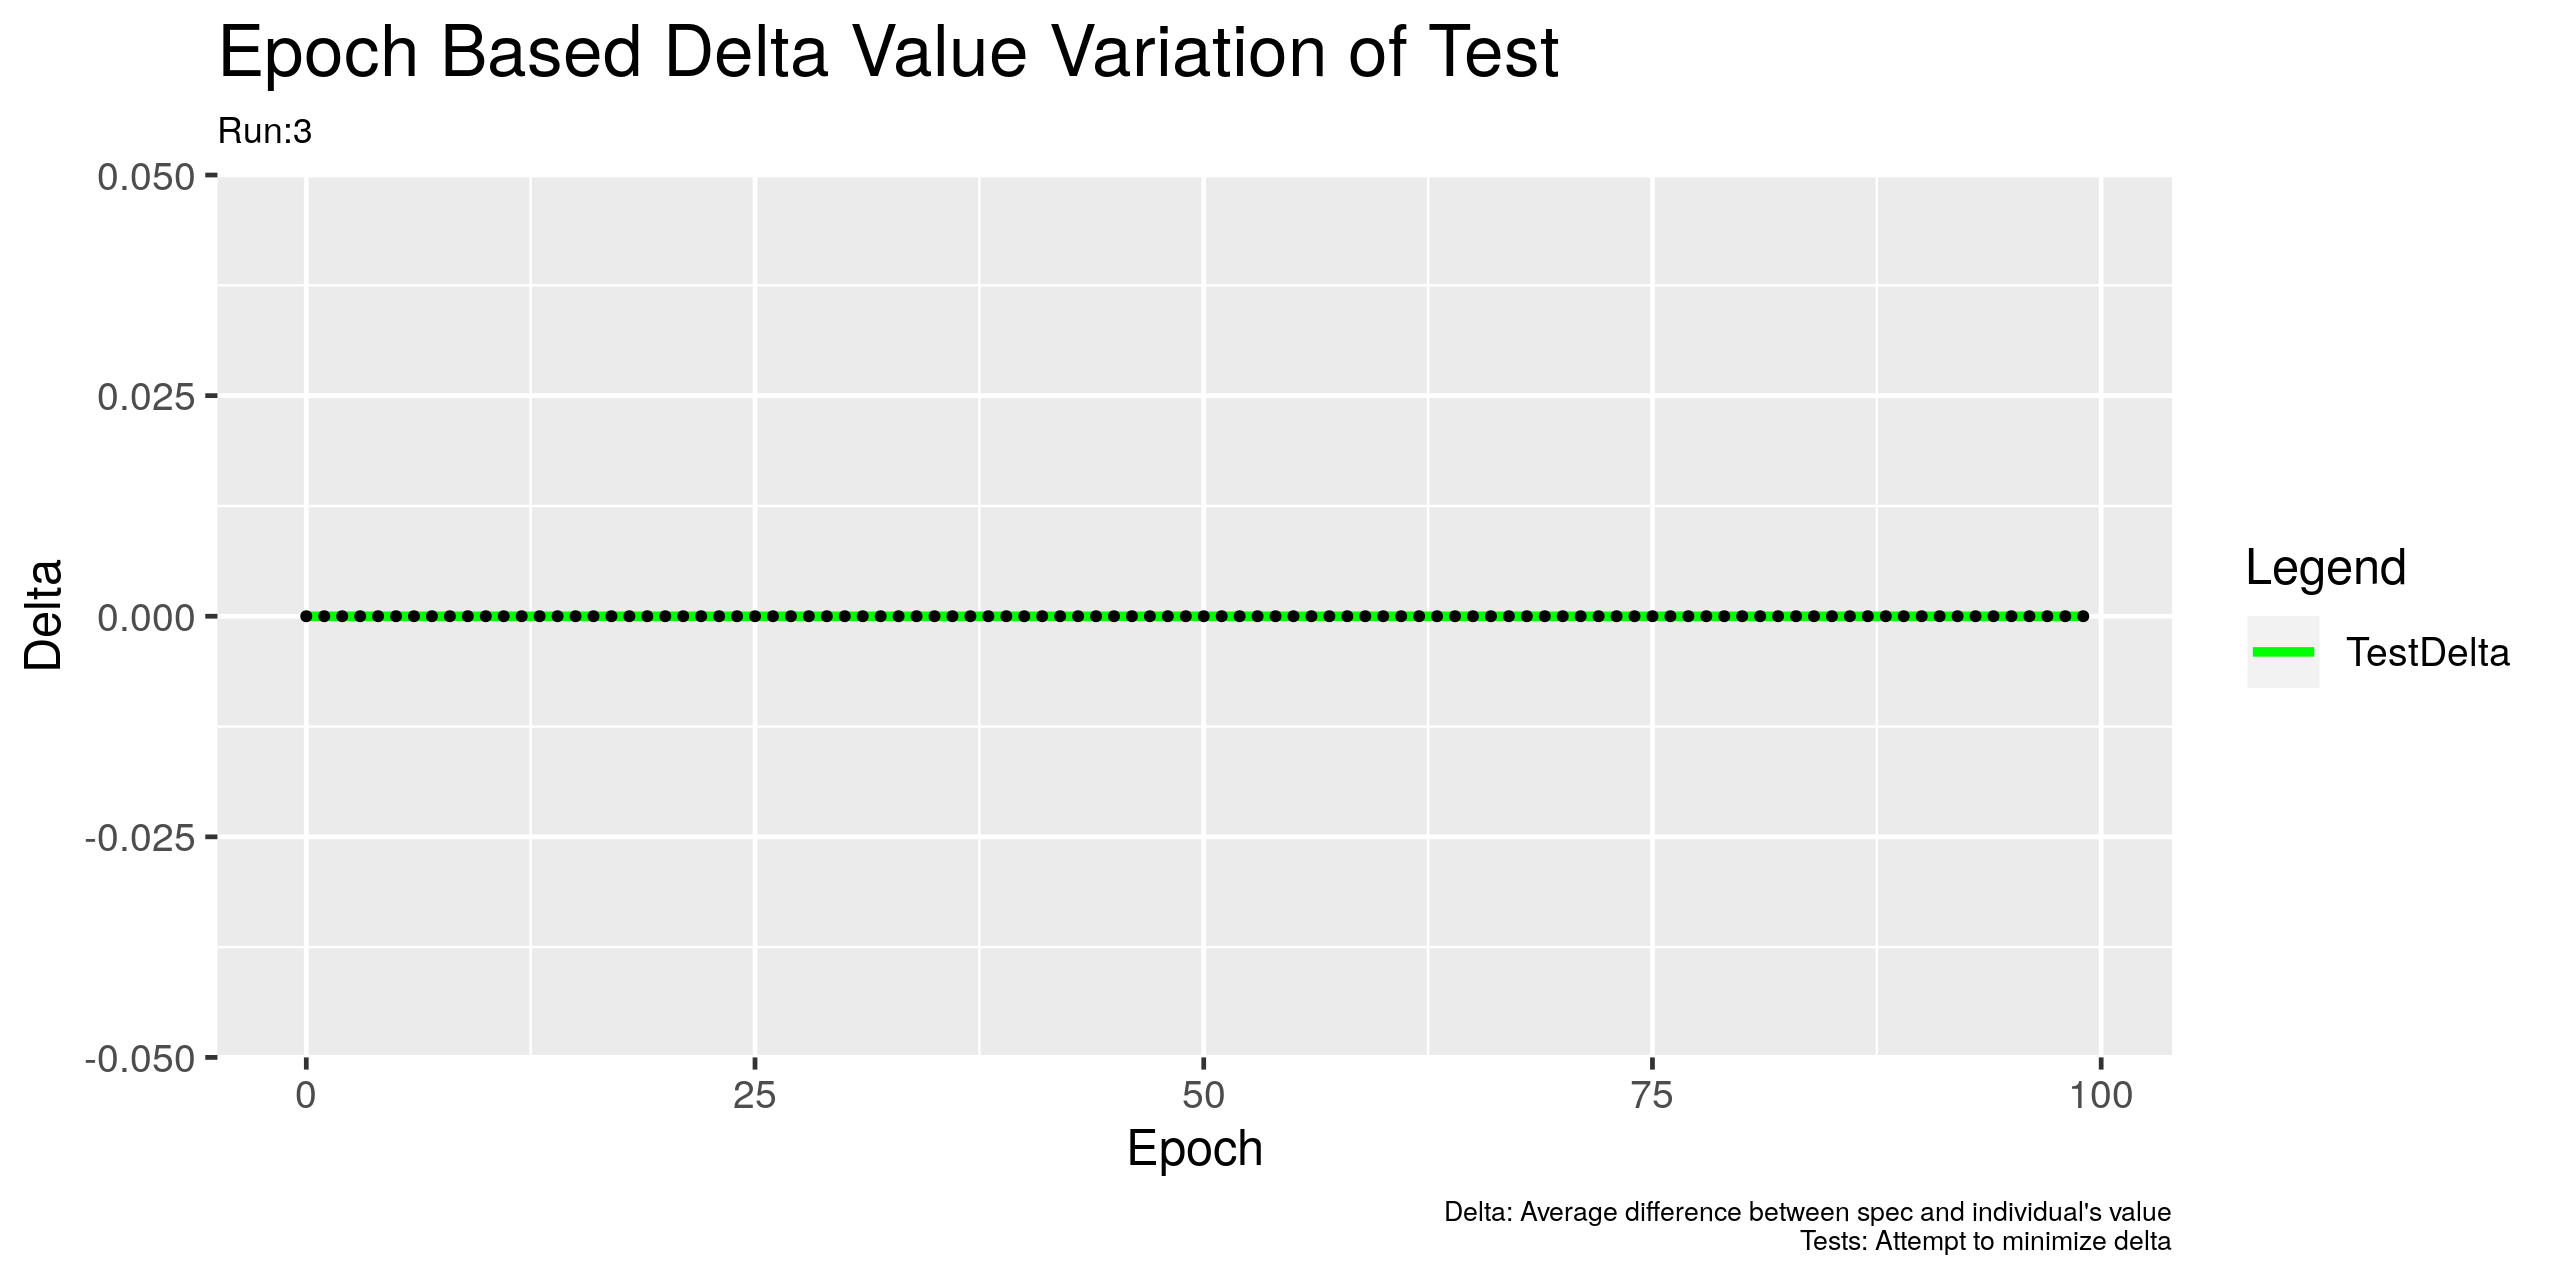 Epoch Based Delta Value Variation of Test
Run:3
0.050
0.025
0.000
-0.025
-0.050
Delta
0 25 50 75 100
Epoch
Legend
TestDelta
Delta: Average difference between spec and individual's value
Tests: Attempt to minimize delta